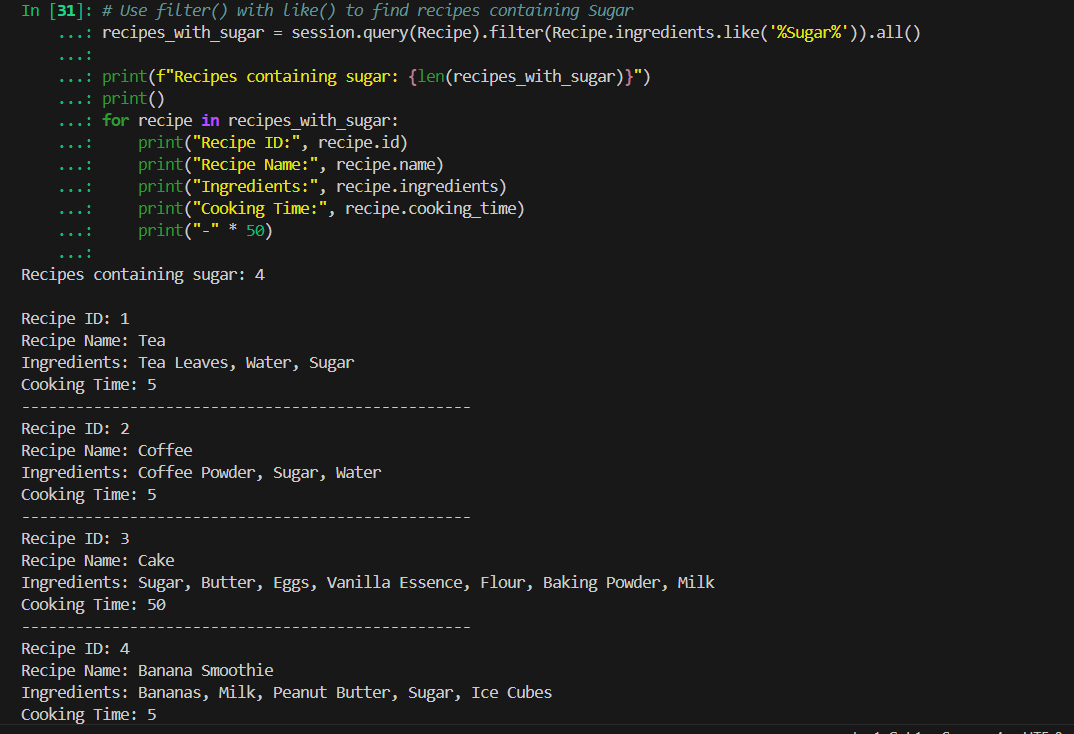 In [31]: # Use filter() with like() to find recipes containing Sugar
...: recipes_with_sugar = session.query(Recipe).filter(Recipe.ingredients.like('%Sugar%')).all()
...:
...: print(f"Recipes containing sugar: {len(recipes_with_sugar)}")
...: print()
...: for recipe in recipes_with_sugar:
...:     print("Recipe ID:", recipe.id)
...:     print("Recipe Name:", recipe.name)
...:     print("Ingredients:", recipe.ingredients)
...:     print("Cooking Time:", recipe.cooking_time)
...:     print("-" * 50)
...:
Recipes containing sugar: 4
Recipe ID: 1
Recipe Name: Tea
Ingredients: Tea Leaves, Water, Sugar
Cooking Time: 5
--------------------------------------------------
Recipe ID: 2
Recipe Name: Coffee
Ingredients: Coffee Powder, Sugar, Water
Cooking Time: 5
--------------------------------------------------
Recipe ID: 3
Recipe Name: Cake
Ingredients: Sugar, Butter, Eggs, Vanilla Essence, Flour, Baking Powder, Milk
Cooking Time: 50
--------------------------------------------------
Recipe ID: 4
Recipe Name: Banana Smoothie
Ingredients: Bananas, Milk, Peanut Butter, Sugar, Ice Cubes
Cooking Time: 5